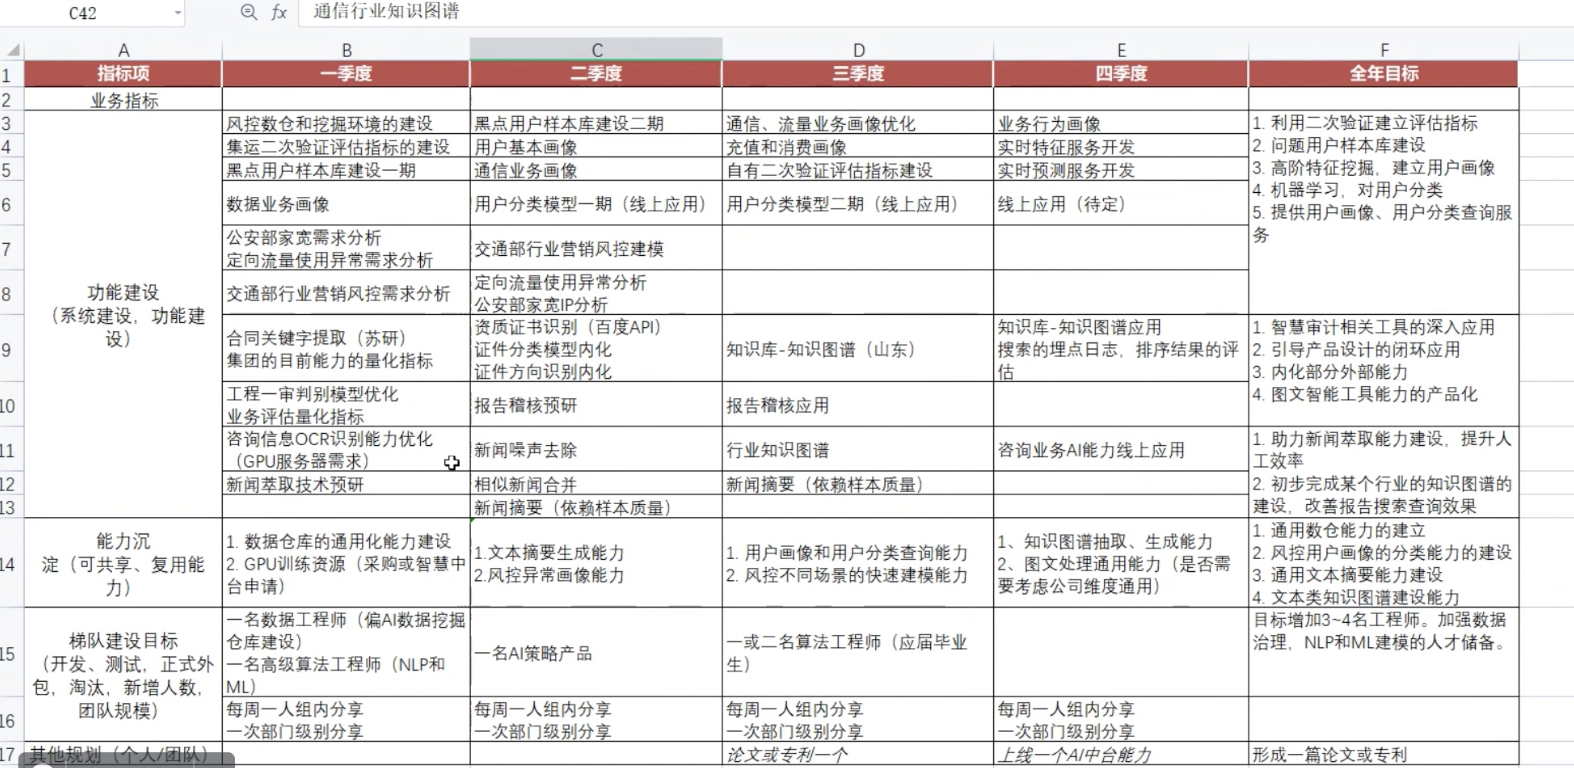 C42 fx 通信行业知识图谱
A B C D E F
1 指标项 一季度 二季度 三季度 四季度 全年目标
2 业务指标
3 风控数仓和挖掘环境的建设 黑点用户样本库建设二期 通信、流量业务画像优化 业务行为画像
4 集运二次验证评估指标的建设 用户基本画像 充值和消费画像 实时特征服务开发
5 黑点用户样本库建设一期 通信业务画像 自有二次验证评估指标建设 实时预测服务开发
6 数据业务画像 用户分类模型一期（线上应用） 用户分类模型二期（线上应用） 线上应用（待定）
1. 利用二次验证建立评估指标
2. 问题用户样本库建设
3. 高阶特征挖掘，建立用户画像
4. 机器学习，对用户分类
5. 提供用户画像、用户分类查询服
务
功能建设
（系统建设，功能建
设）
7 公安部家宽需求分析
定向流量使用异常需求分析
交通部行业营销风控建模
8 交通部行业营销风控需求分析
定向流量使用异常分析
公安部家宽IP分析
9 合同关键字提取（苏研）
集团的目前能力的量化指标
资质证书识别（百度API）
证件分类模型内化
证件方向识别内化
知识库-知识图谱（山东）
知识库-知识图谱应用
搜索的埋点日志，排序结果的评
估
1. 智慧审计相关工具的深入应用
2. 引导产品设计的闭环应用
3. 内化部分外部能力
4. 图文智能工具能力的产品化
10 工程一审判别模型优化
业务评估量化指标
报告稽核预研
报告稽核应用
11 咨询信息OCR识别能力优化
（GPU服务器需求）
新闻噪声去除
行业知识图谱
咨询业务AI能力线上应用
1. 助力新闻萃取能力建设，提升人
工效率
2. 初步完成某个行业的知识图谱的
建设，改善报告搜索查询效果
12 新闻萃取技术预研 相似新闻合并 新闻摘要（依赖样本质量）
13 新闻摘要（依赖样本质量）
14 能力沉
淀（可共享、复用能
力）
1. 数据仓库的通用化能力建设
2. GPU训练资源（采购或智慧中
台申请）
1.文本摘要生成能力
2.风控异常画像能力
1. 用户画像和用户分类查询能力
2. 风控不同场景的快速建模能力
1、知识图谱抽取、生成能力
2、图文处理通用能力（是否需
要考虑公司维度通用）
1. 通用数仓能力的建立
2. 风控用户画像的分类能力的建设
3. 通用文本摘要能力建设
4. 文本类知识图谱建设能力
15 梯队建设目标
（开发、测试，正式外
包，淘汰，新增人数，
团队规模）
一名数据工程师（偏AI数据挖掘
仓库建设）
一名高级算法工程师（NLP和
ML）
一名AI策略产品
一或二名算法工程师（应届毕业
生）
目标增加3~4名工程师。加强数据
治理，NLP和ML建模的人才储备。
16 每周一人组内分享
一次部门级别分享
每周一人组内分享
一次部门级别分享
每周一人组内分享
一次部门级别分享
每周一人组内分享
一次部门级别分享
17 其他规划（个人/团队） 论文或专利一个 上线一个AI中台能力 形成一篇论文或专利